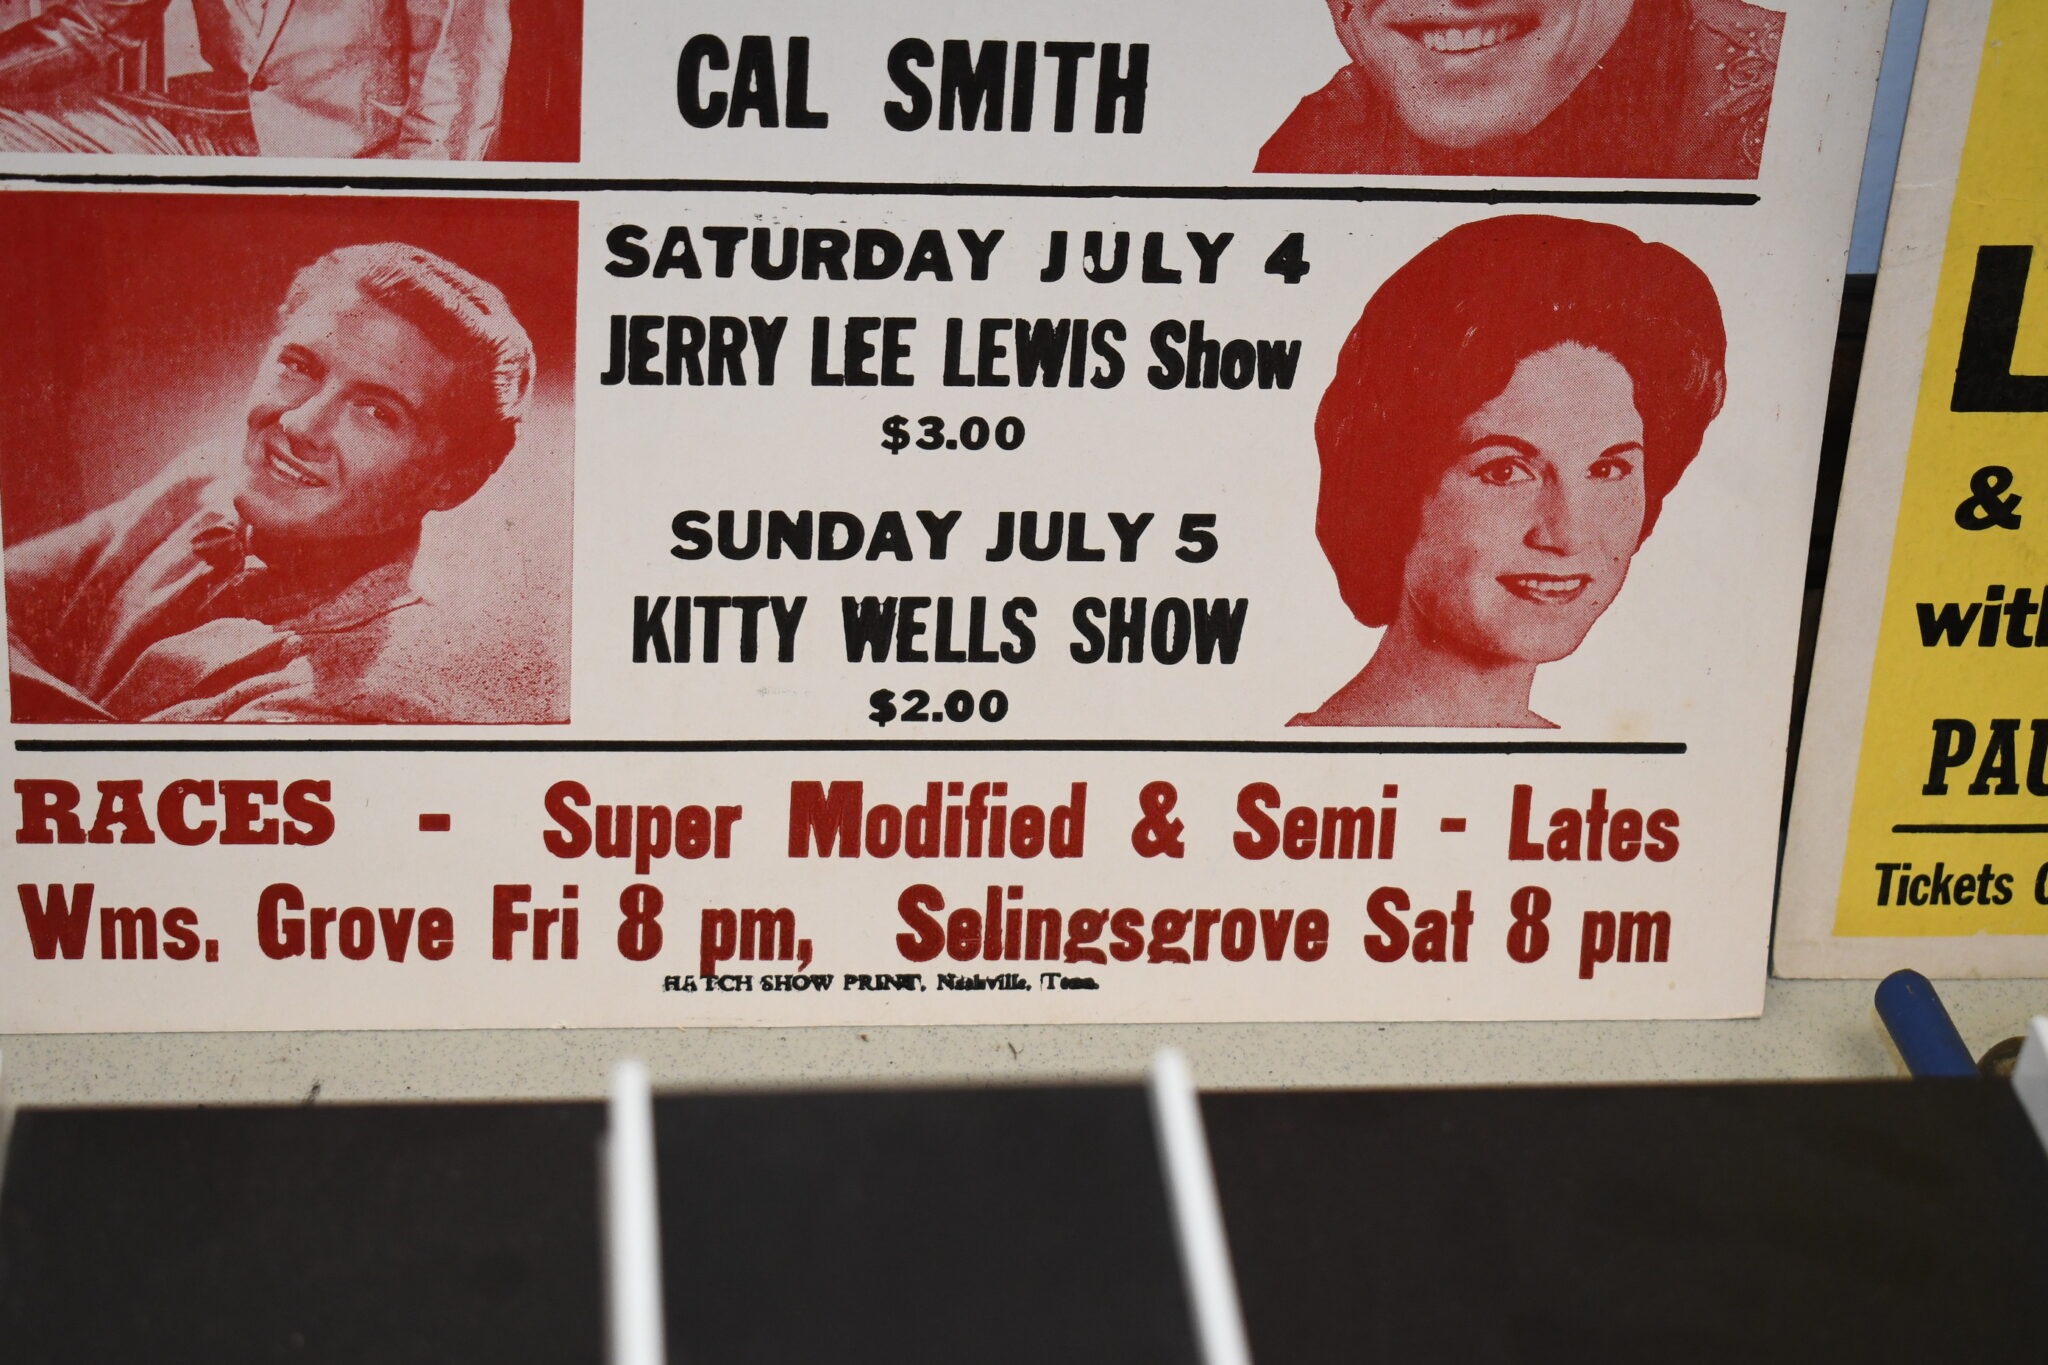 CAL SMITH
SATURDAY JULY 4
JERRY LEE LEWIS Show
$3.00
SUNDAY JULY 5
KITTY WELLS SHOW
$2.00
RACES - Super Modified & Semi - Lates
Wms. Grove Fri 8 pm, Selingsgrove Sat 8 pm
HATCH SHOW PRINT, Nashville, Tenn.
L
&
with
PAU
Tickets